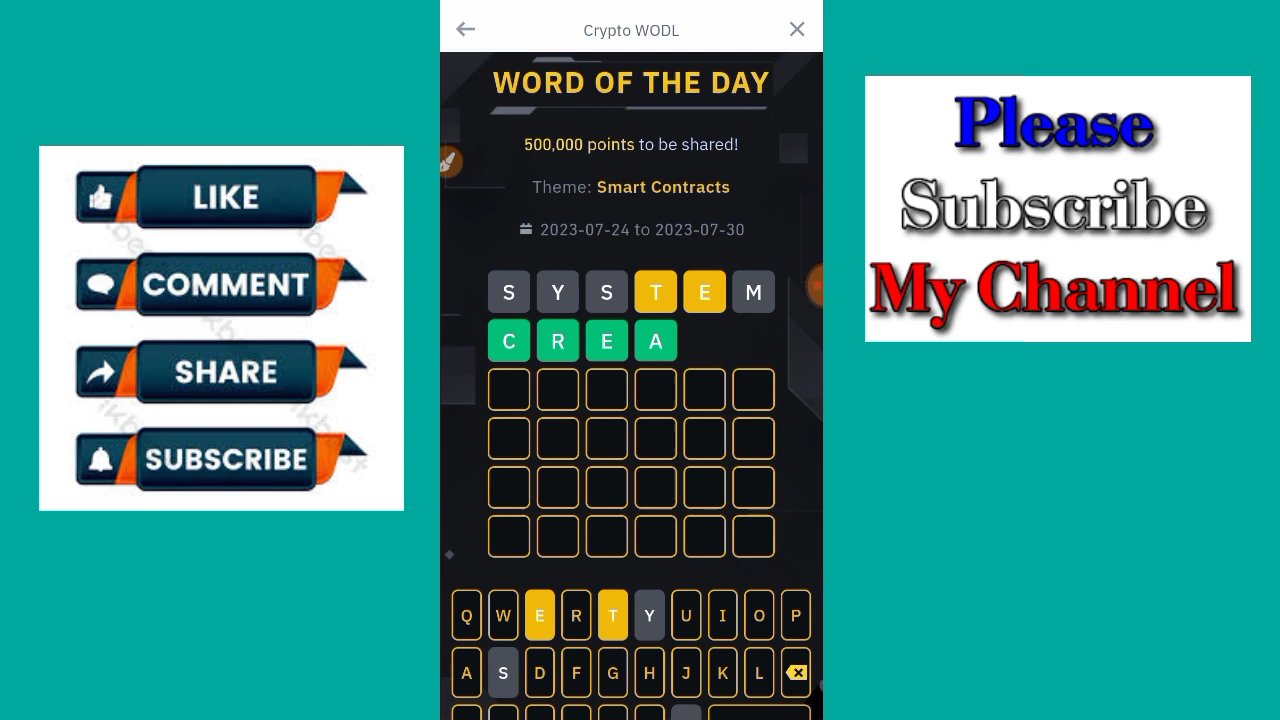 LIKE
COMMENT
SHARE
SUBSCRIBE
Crypto WODL
WORD OF THE DAY
500,000 points to be shared!
Theme: Smart Contracts
2023-07-24 to 2023-07-30
S Y S T E M
C R E A
Q W E R T Y U I O P
A S D F G H J K L
Please
Subscribe
My Channel